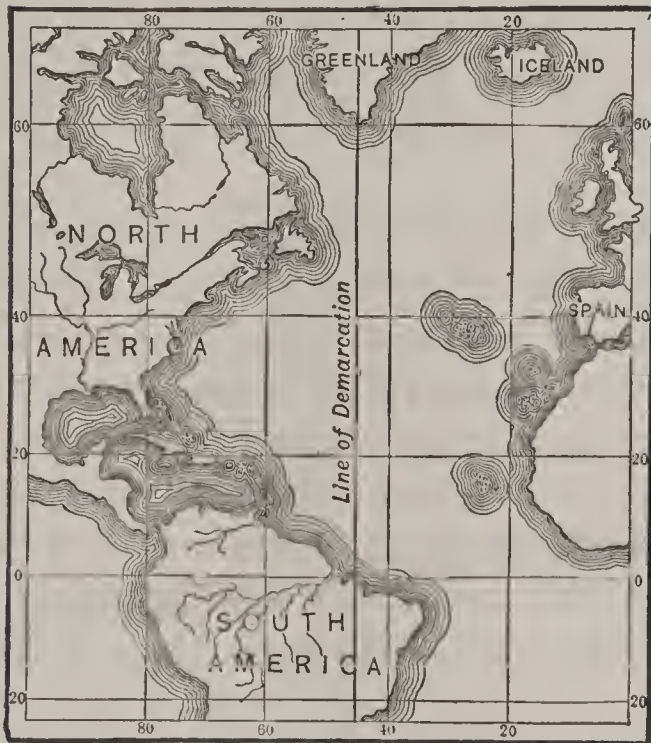 80 60 40 20
GREENLAND
ICELAND
60 60
NORTH
40 SPAIN 40
AMERICA
Line of Demarcation
20 20
0 0
SOUTH
AMERICA
20 20
80 60 40 20